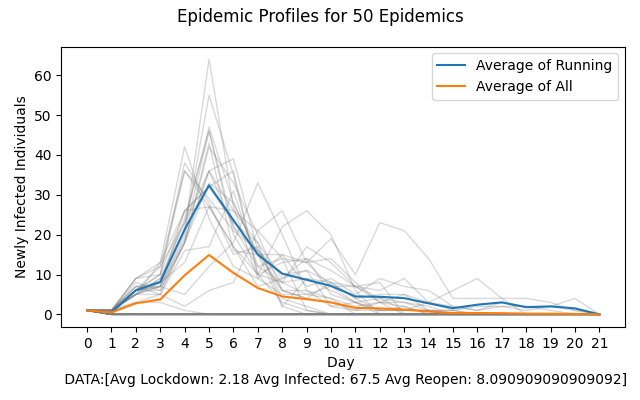 Epidemic Profiles for 50 Epidemics
Newly Infected Individuals
60
50
40
30
20
10
0
Average of Running
Average of All
0 1 2 3 4 5 6 7 8 9 10 11 12 13 14 15 16 17 18 19 20 21
Day
DATA:[Avg Lockdown: 2.18 Avg Infected: 67.5 Avg Reopen: 8.090909090909092]